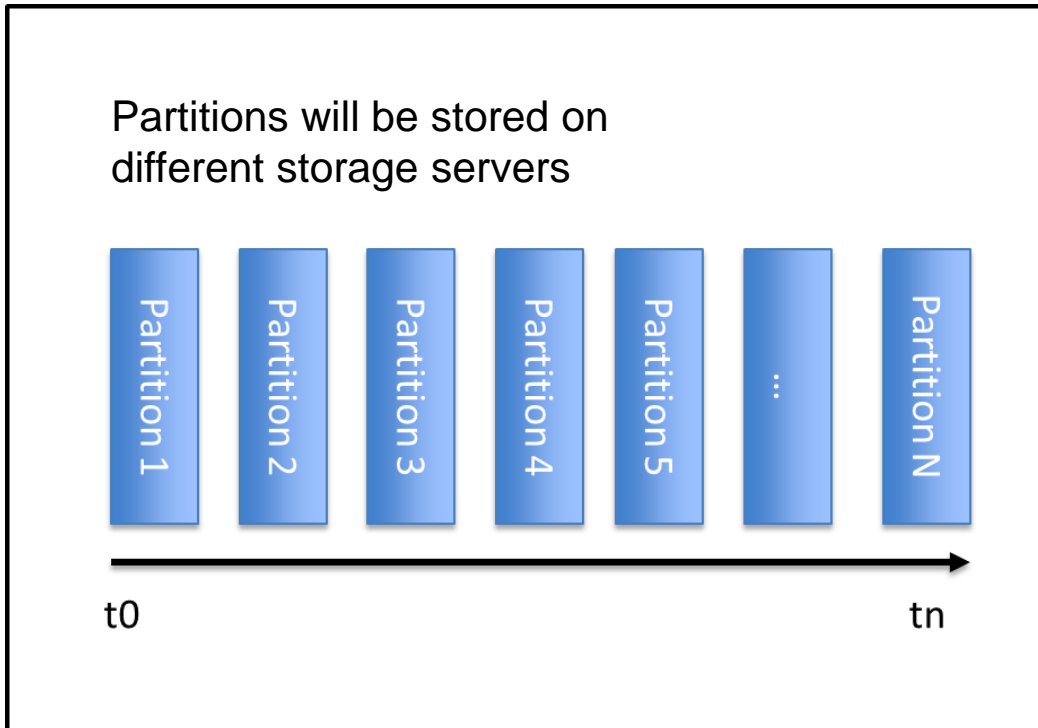 Partitions will be stored on
different storage servers
Partition 1
Partition 2
Partition 3
Partition 4
Partition 5
...
Partition N
t0
tn